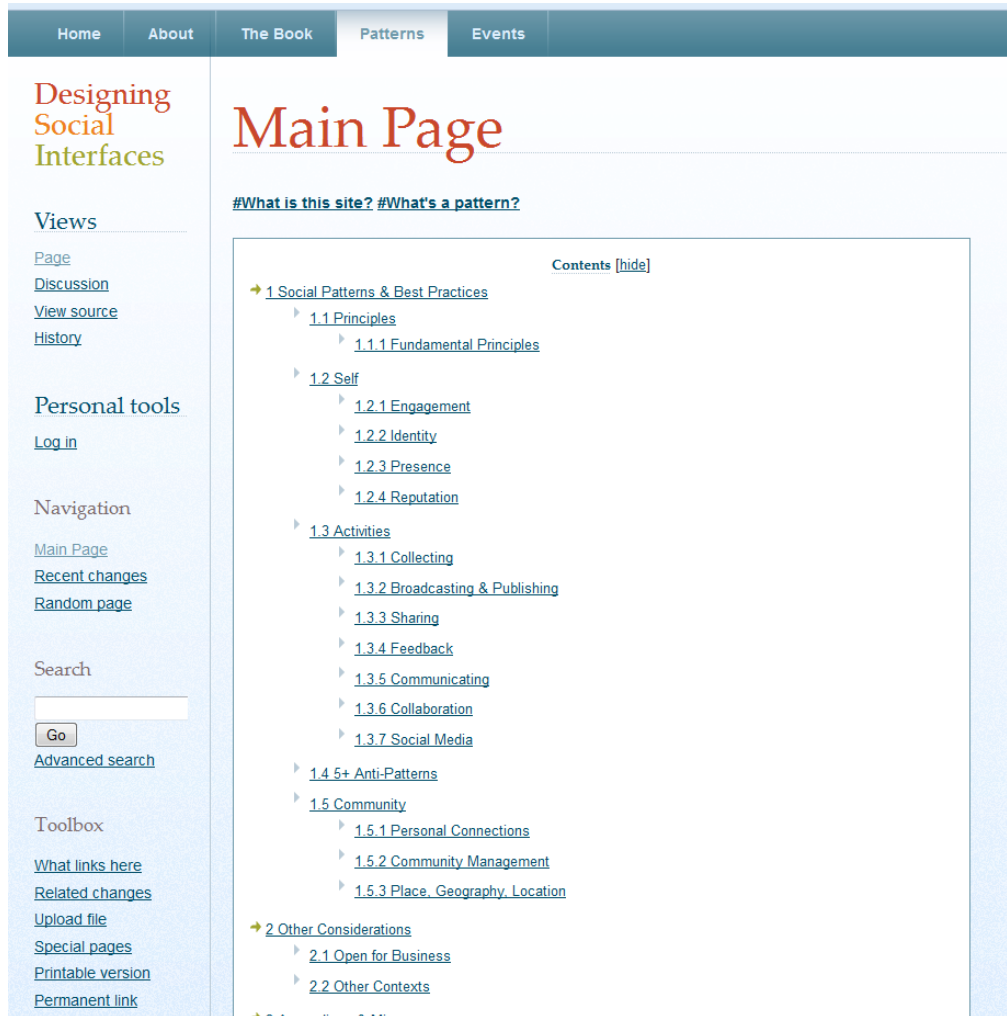 Home About The Book Patterns Events
Designing
Social
Interfaces
Views
Page
Discussion
View source
History
Personal tools
Log in
Navigation
Main Page
Recent changes
Random page
Search
Go
Advanced search
Toolbox
What links here
Related changes
Upload file
Special pages
Printable version
Permanent link
Main Page
#What is this site? #What's a pattern?
Contents [hide]
1 Social Patterns & Best Practices
1.1 Principles
1.1.1 Fundamental Principles
1.2 Self
1.2.1 Engagement
1.2.2 Identity
1.2.3 Presence
1.2.4 Reputation
1.3 Activities
1.3.1 Collecting
1.3.2 Broadcasting & Publishing
1.3.3 Sharing
1.3.4 Feedback
1.3.5 Communicating
1.3.6 Collaboration
1.3.7 Social Media
1.4 5+ Anti-Patterns
1.5 Community
1.5.1 Personal Connections
1.5.2 Community Management
1.5.3 Place, Geography, Location
2 Other Considerations
2.1 Open for Business
2.2 Other Contexts